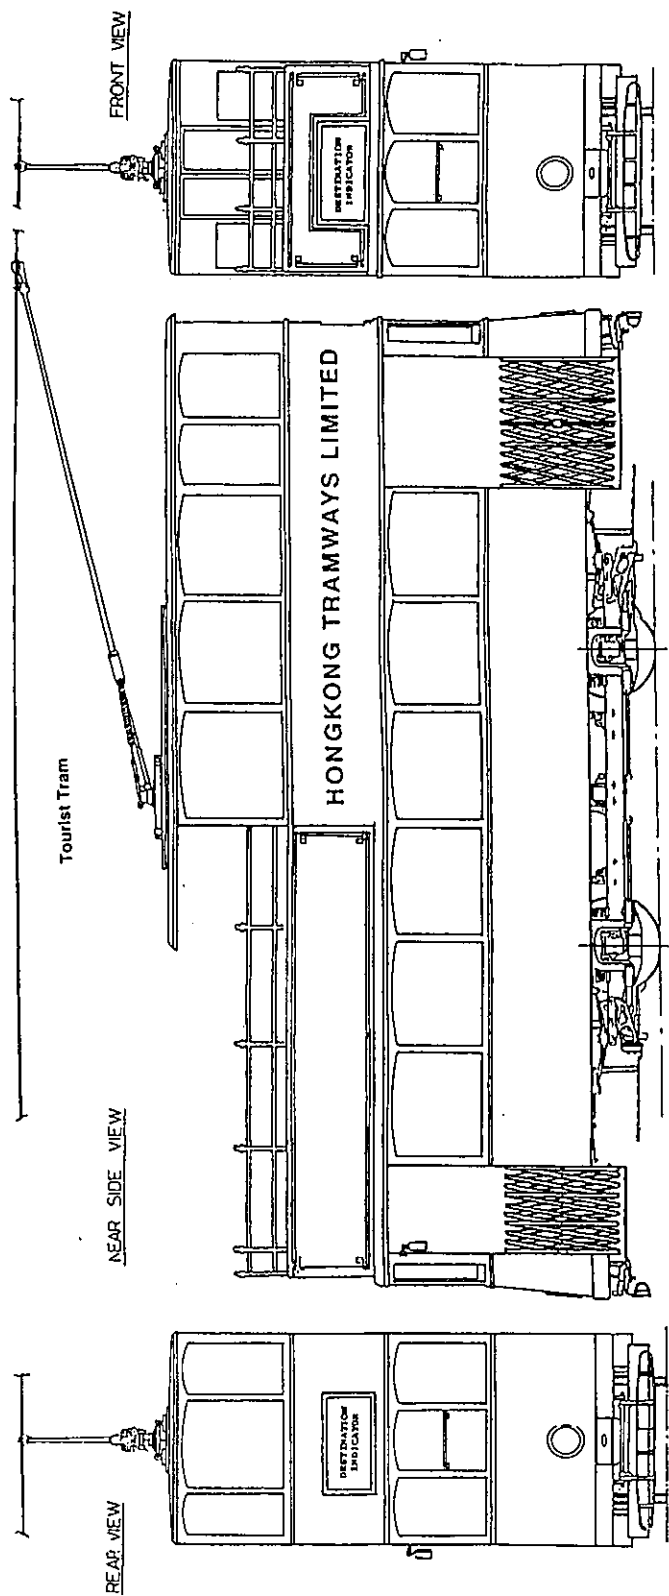 Tourist Tram
REAR VIEW
NEAR SIDE VIEW
FRONT VIEW
DESTINATION
INDICATOR
HONGKONG TRAMWAYS LIMITED
DESTINATION
INDICATOR